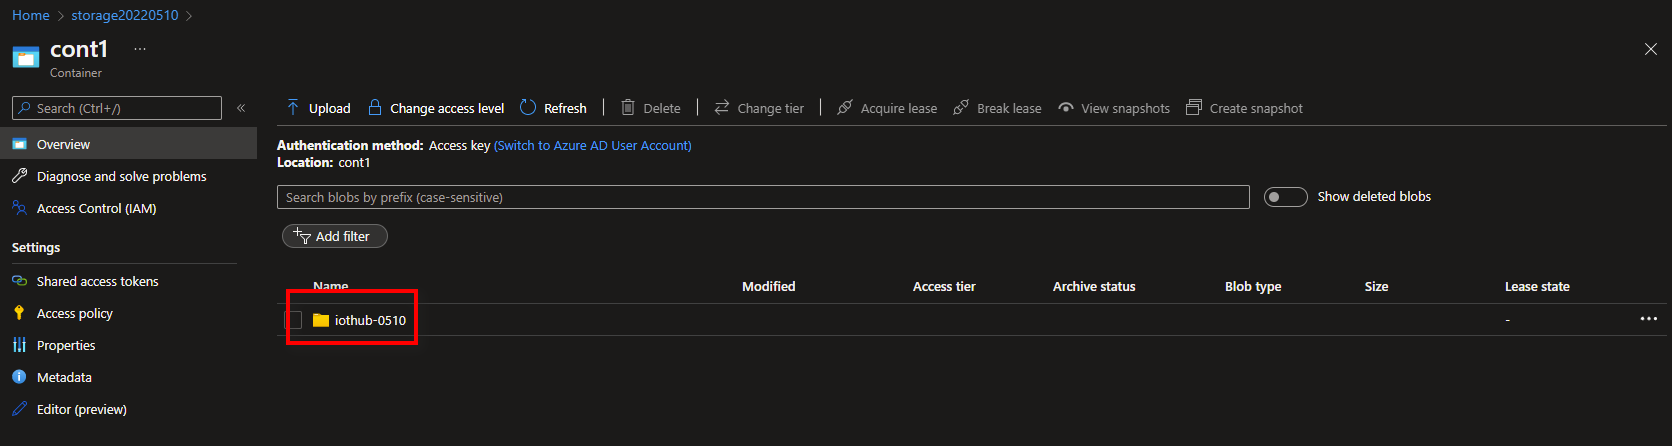 Home > storage20220510 >
cont1 ...
Container
Search (Ctrl+/) «
Overview
Diagnose and solve problems
Access Control (IAM)
Settings
Shared access tokens
Access policy
Properties
Metadata
Editor (preview)
Upload Change access level Refresh Delete Change tier Acquire lease Break lease View snapshots Create snapshot
Authentication method: Access key (Switch to Azure AD User Account)
Location: cont1
Search blobs by prefix (case-sensitive) Show deleted blobs
Add filter
Name Modified Access tier Archive status Blob type Size Lease state
iothub-0510 - ...